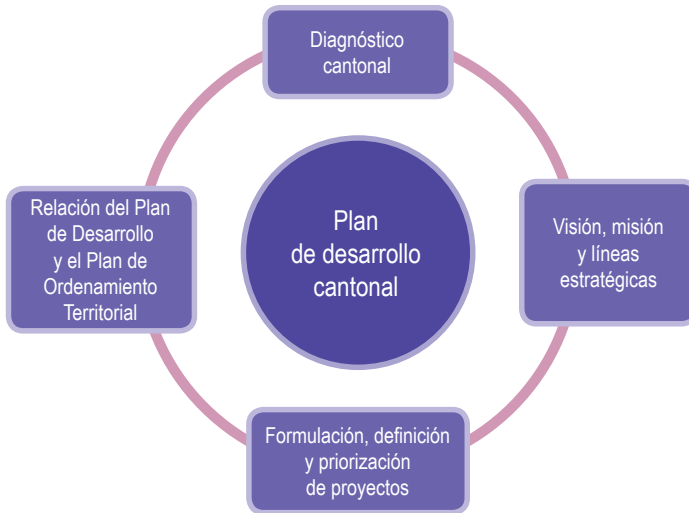 Diagnóstico
cantonal
Relación del Plan
de Desarrollo
y el Plan de
Ordenamiento
Territorial
Plan
de desarrollo
cantonal
Visión, misión
y líneas
estratégicas
Formulación, definición
y priorización
de proyectos